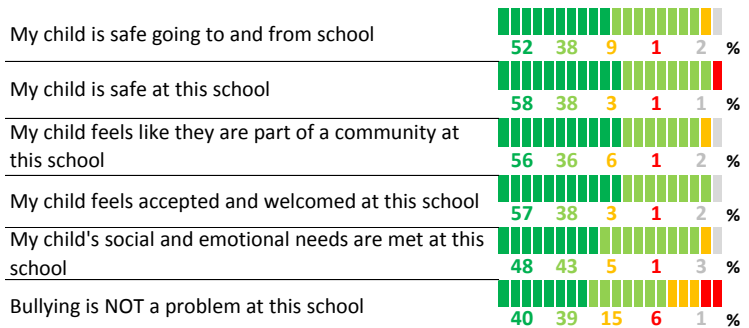 My child is safe going to and from school
52 38 9 1 2 %
My child is safe at this school
58 38 3 1 1 %
My child feels like they are part of a community at
this school
56 36 6 1 2 %
My child feels accepted and welcomed at this school
57 38 3 1 2 %
My child's social and emotional needs are met at this
school
48 43 5 1 3 %
Bullying is NOT a problem at this school
40 39 15 6 1 %